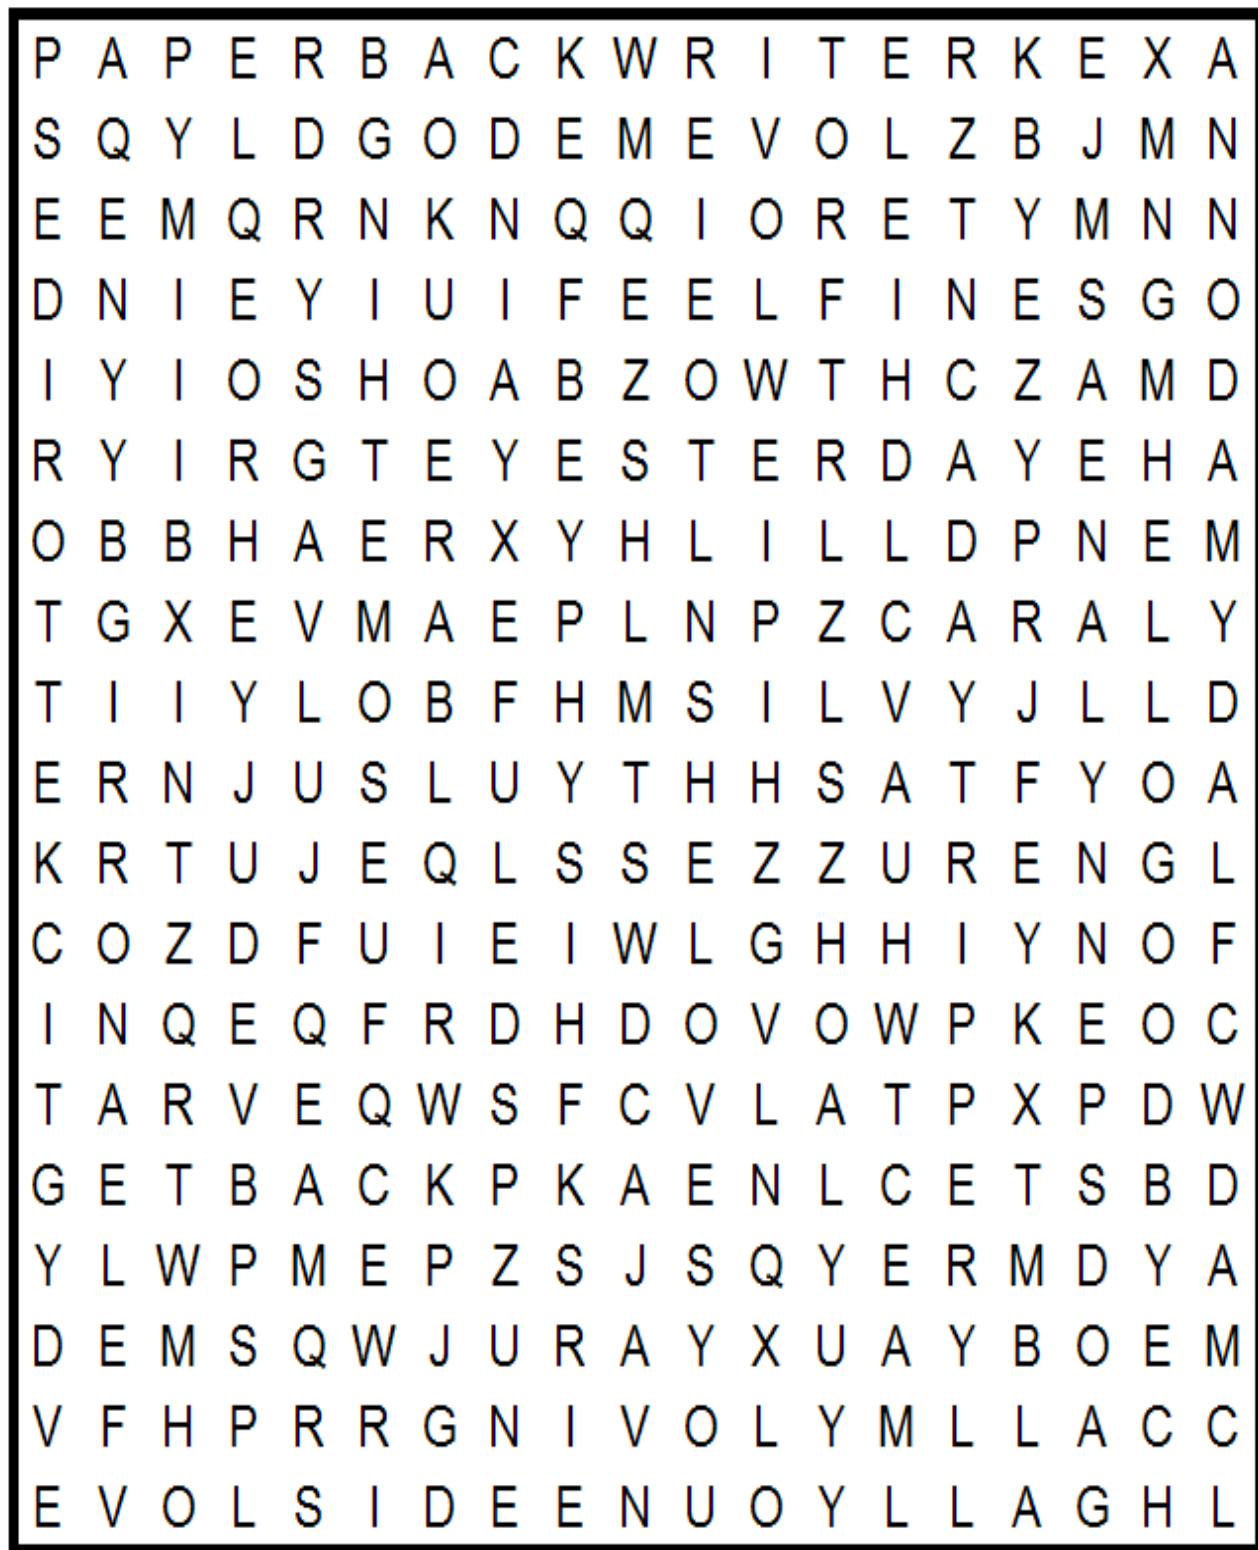 P A P E R B A C K W R I T E R K E X A
S Q Y L D G O D E M E V O L Z B J M N
E E M Q R N K N Q Q I O R E T Y M N N
D N I E Y I U I F E E L F I N E S G O
I Y I O S H O A B Z O W T H C Z A M D
R Y I R G T E Y E S T E R D A Y E H A
O B B H A E R X Y H L I L L D P N E M
T G X E V M A E P L N P Z C A R A L Y
T I I Y L O B F H M S I L V Y J L L D
E R N J U S L U Y T H H S A T F Y O A
K R T U J E Q L S S E Z Z U R E N G L
C O Z D F U I E I W L G H H I Y N O F
I N Q E Q F R D H D O V O W P K E O C
T A R V E Q W S F C V L A T P X P D W
G E T B A C K P K A E N L C E T S B D
Y L W P M E P Z S J S Q Y E R M D Y A
D E M S Q W J U R A Y X U A Y B O E M
V F H P R R G N I V O L Y M L L A C C
E V O L S I D E E N U O Y L L A G H L